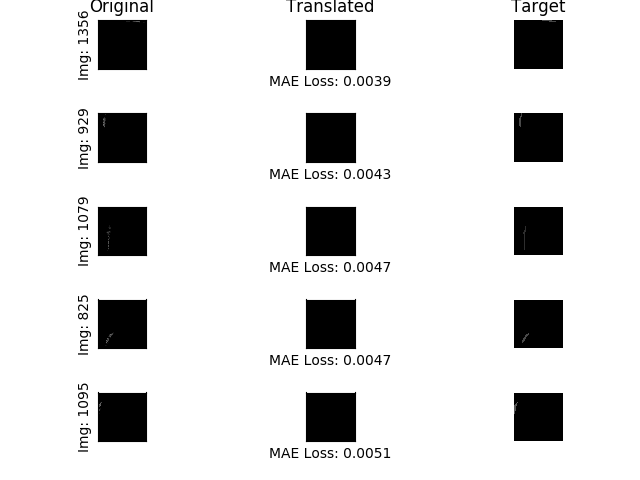 Original Translated Target
Img: 1356
MAE Loss: 0.0039
Img: 929
MAE Loss: 0.0043
Img: 1079
MAE Loss: 0.0047
Img: 825
MAE Loss: 0.0047
Img: 1095
MAE Loss: 0.0051